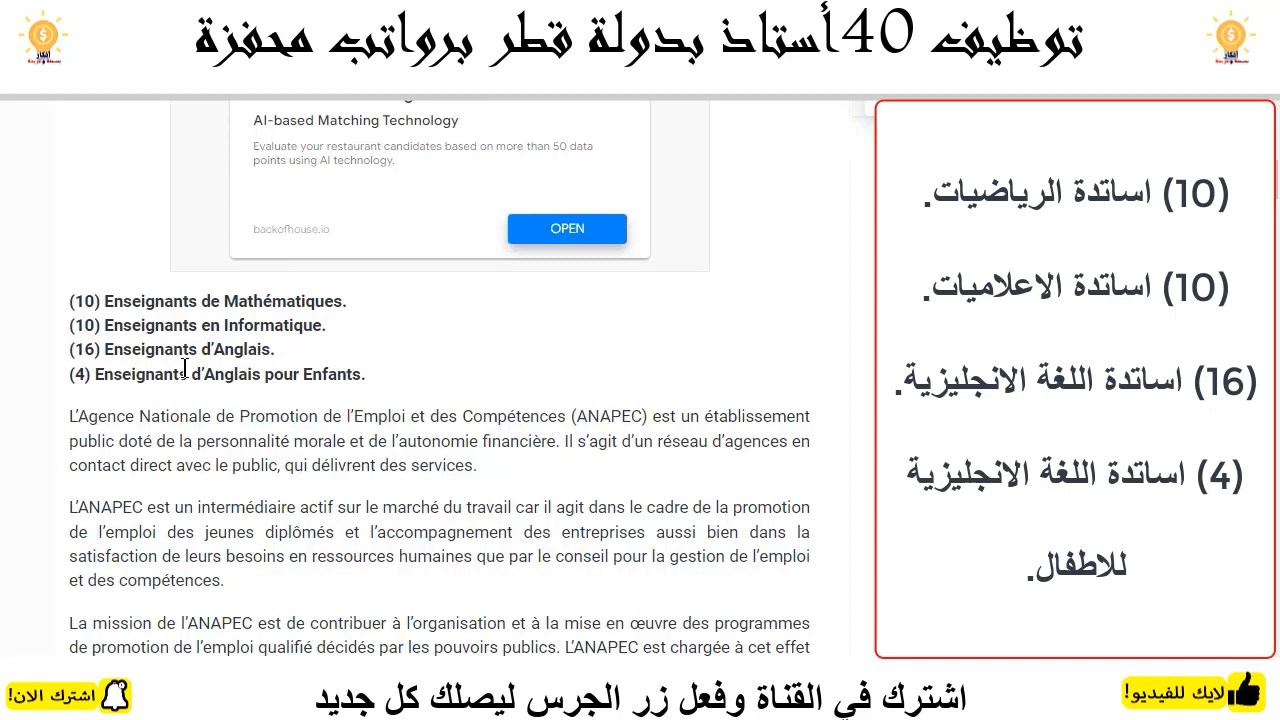 توظيف 40أستاذ بدولة قطر برواتب محفزة
AI-based Matching Technology
Evaluate your restaurant candidates based on more than 50 data
points using AI technology.
backofhouse.io
OPEN
(10) Enseignants de Mathématiques.
(10) Enseignants en Informatique.
(16) Enseignants d’Anglais.
(4) Enseignants d’Anglais pour Enfants.
L’Agence Nationale de Promotion de l’Emploi et des Compétences (ANAPEC) est un établissement
public doté de la personnalité morale et de l’autonomie financière. Il s’agit d’un réseau d’agences en
contact direct avec le public, qui délivrent des services.
L’ANAPEC est un intermédiaire actif sur le marché du travail car il agit dans le cadre de la promotion
de l’emploi des jeunes diplômés et l’accompagnement des entreprises aussi bien dans la
satisfaction de leurs besoins en ressources humaines que par le conseil pour la gestion de l’emploi
et des compétences.
La mission de l’ANAPEC est de contribuer à l’organisation et à la mise en œuvre des programmes
de promotion de l’emploi qualifié décidés par les pouvoirs publics. L’ANAPEC est chargée à cet effet
(10) اساتدة الرياضيات.
(10) اساتدة الاعلاميات.
(16) اساتدة اللغة الانجليزية.
(4) اساتدة اللغة الانجليزية
للاطفال.
اشترك الان!
اشترك في القناة وفعل زر الجرس ليصلك كل جديد
لايك للفيديو!